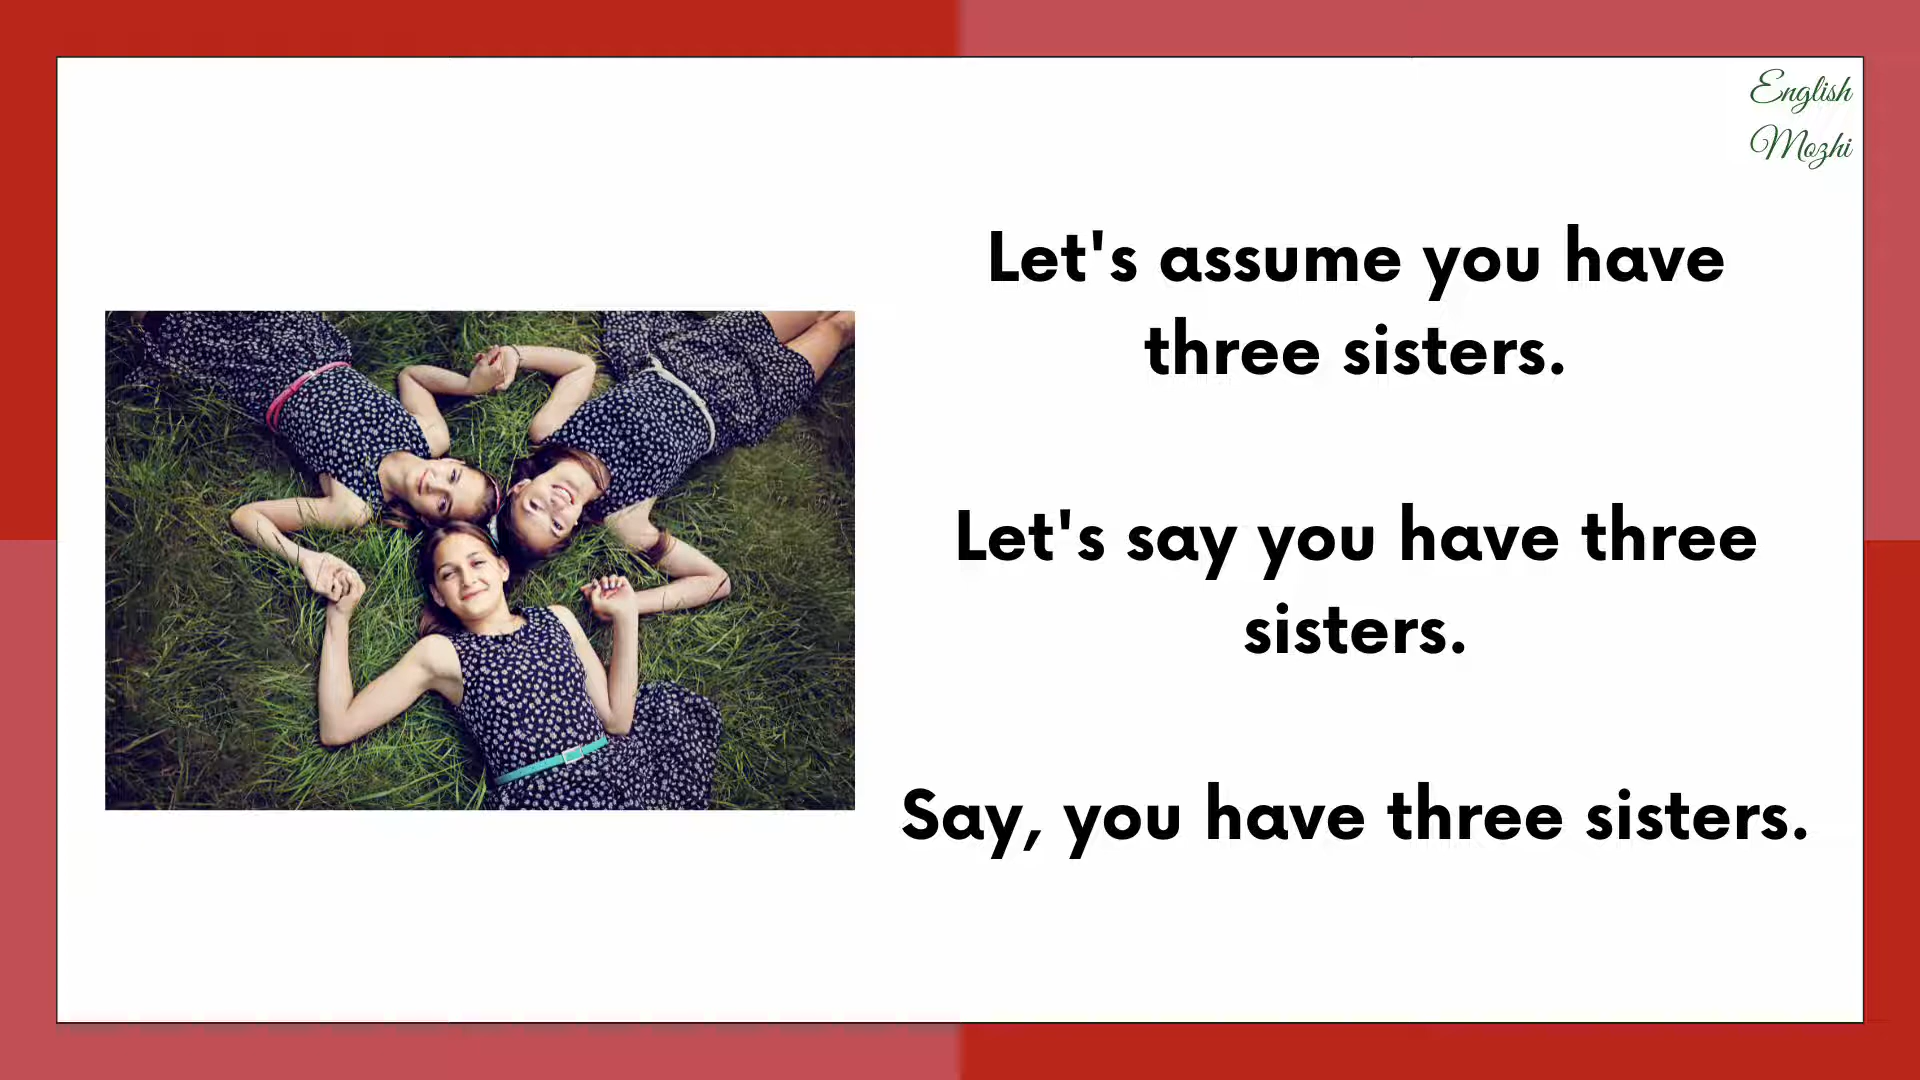 English
Mozhi
Let's assume you have
three sisters.
Let's say you have three
sisters.
Say, you have three sisters.